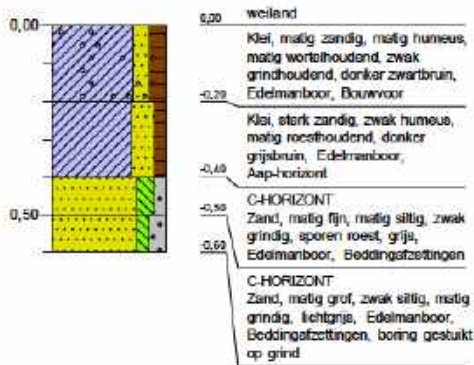 0,00
0,50
0,00
weiland
Klei, matig zandig, matig humeus,
matig wortelhoudend, zwak
grindhoudend, donker zwartbruin,
Edelmanboor, Bouwvoor
-0,20
Klei, sterk zandig, zwak humeus,
matig roesthoudend, donker
grijsbruin, Edelmanboor,
Aap-horizont
-0,40
C-HORIZONT
Zand, matig fijn, matig siltig, zwak
grindig, sporen roest, grijs,
Edelmanboor, Beddingafzettingen
-0,50
C-HORIZONT
Zand, matig grof, zwak siltig, matig
grindig, lichtgrijs, Edelmanboor,
Beddingafzettingen, boring gestuikt
op grind
-0,60